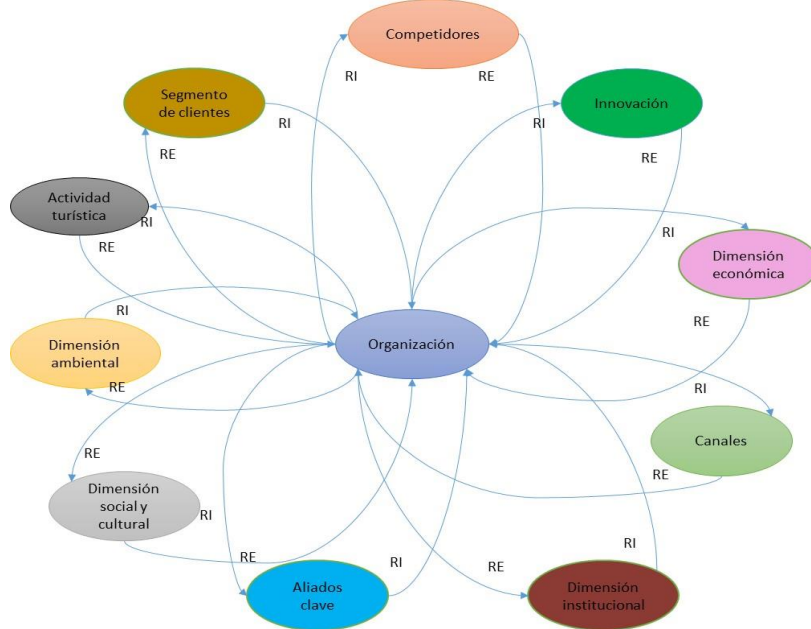 Competidores
RI
RE
Segmento
de clientes
RI
RE
Innovación
RI
RE
Actividad
turística
RI
RE
Dimensión
económica
RI
RE
Dimensión
ambiental
RI
RE
Organización
Canales
RI
RE
Dimensión
social y
cultural
RE
RI
Aliados
clave
RE
RI
Dimensión
institucional
RE
RI